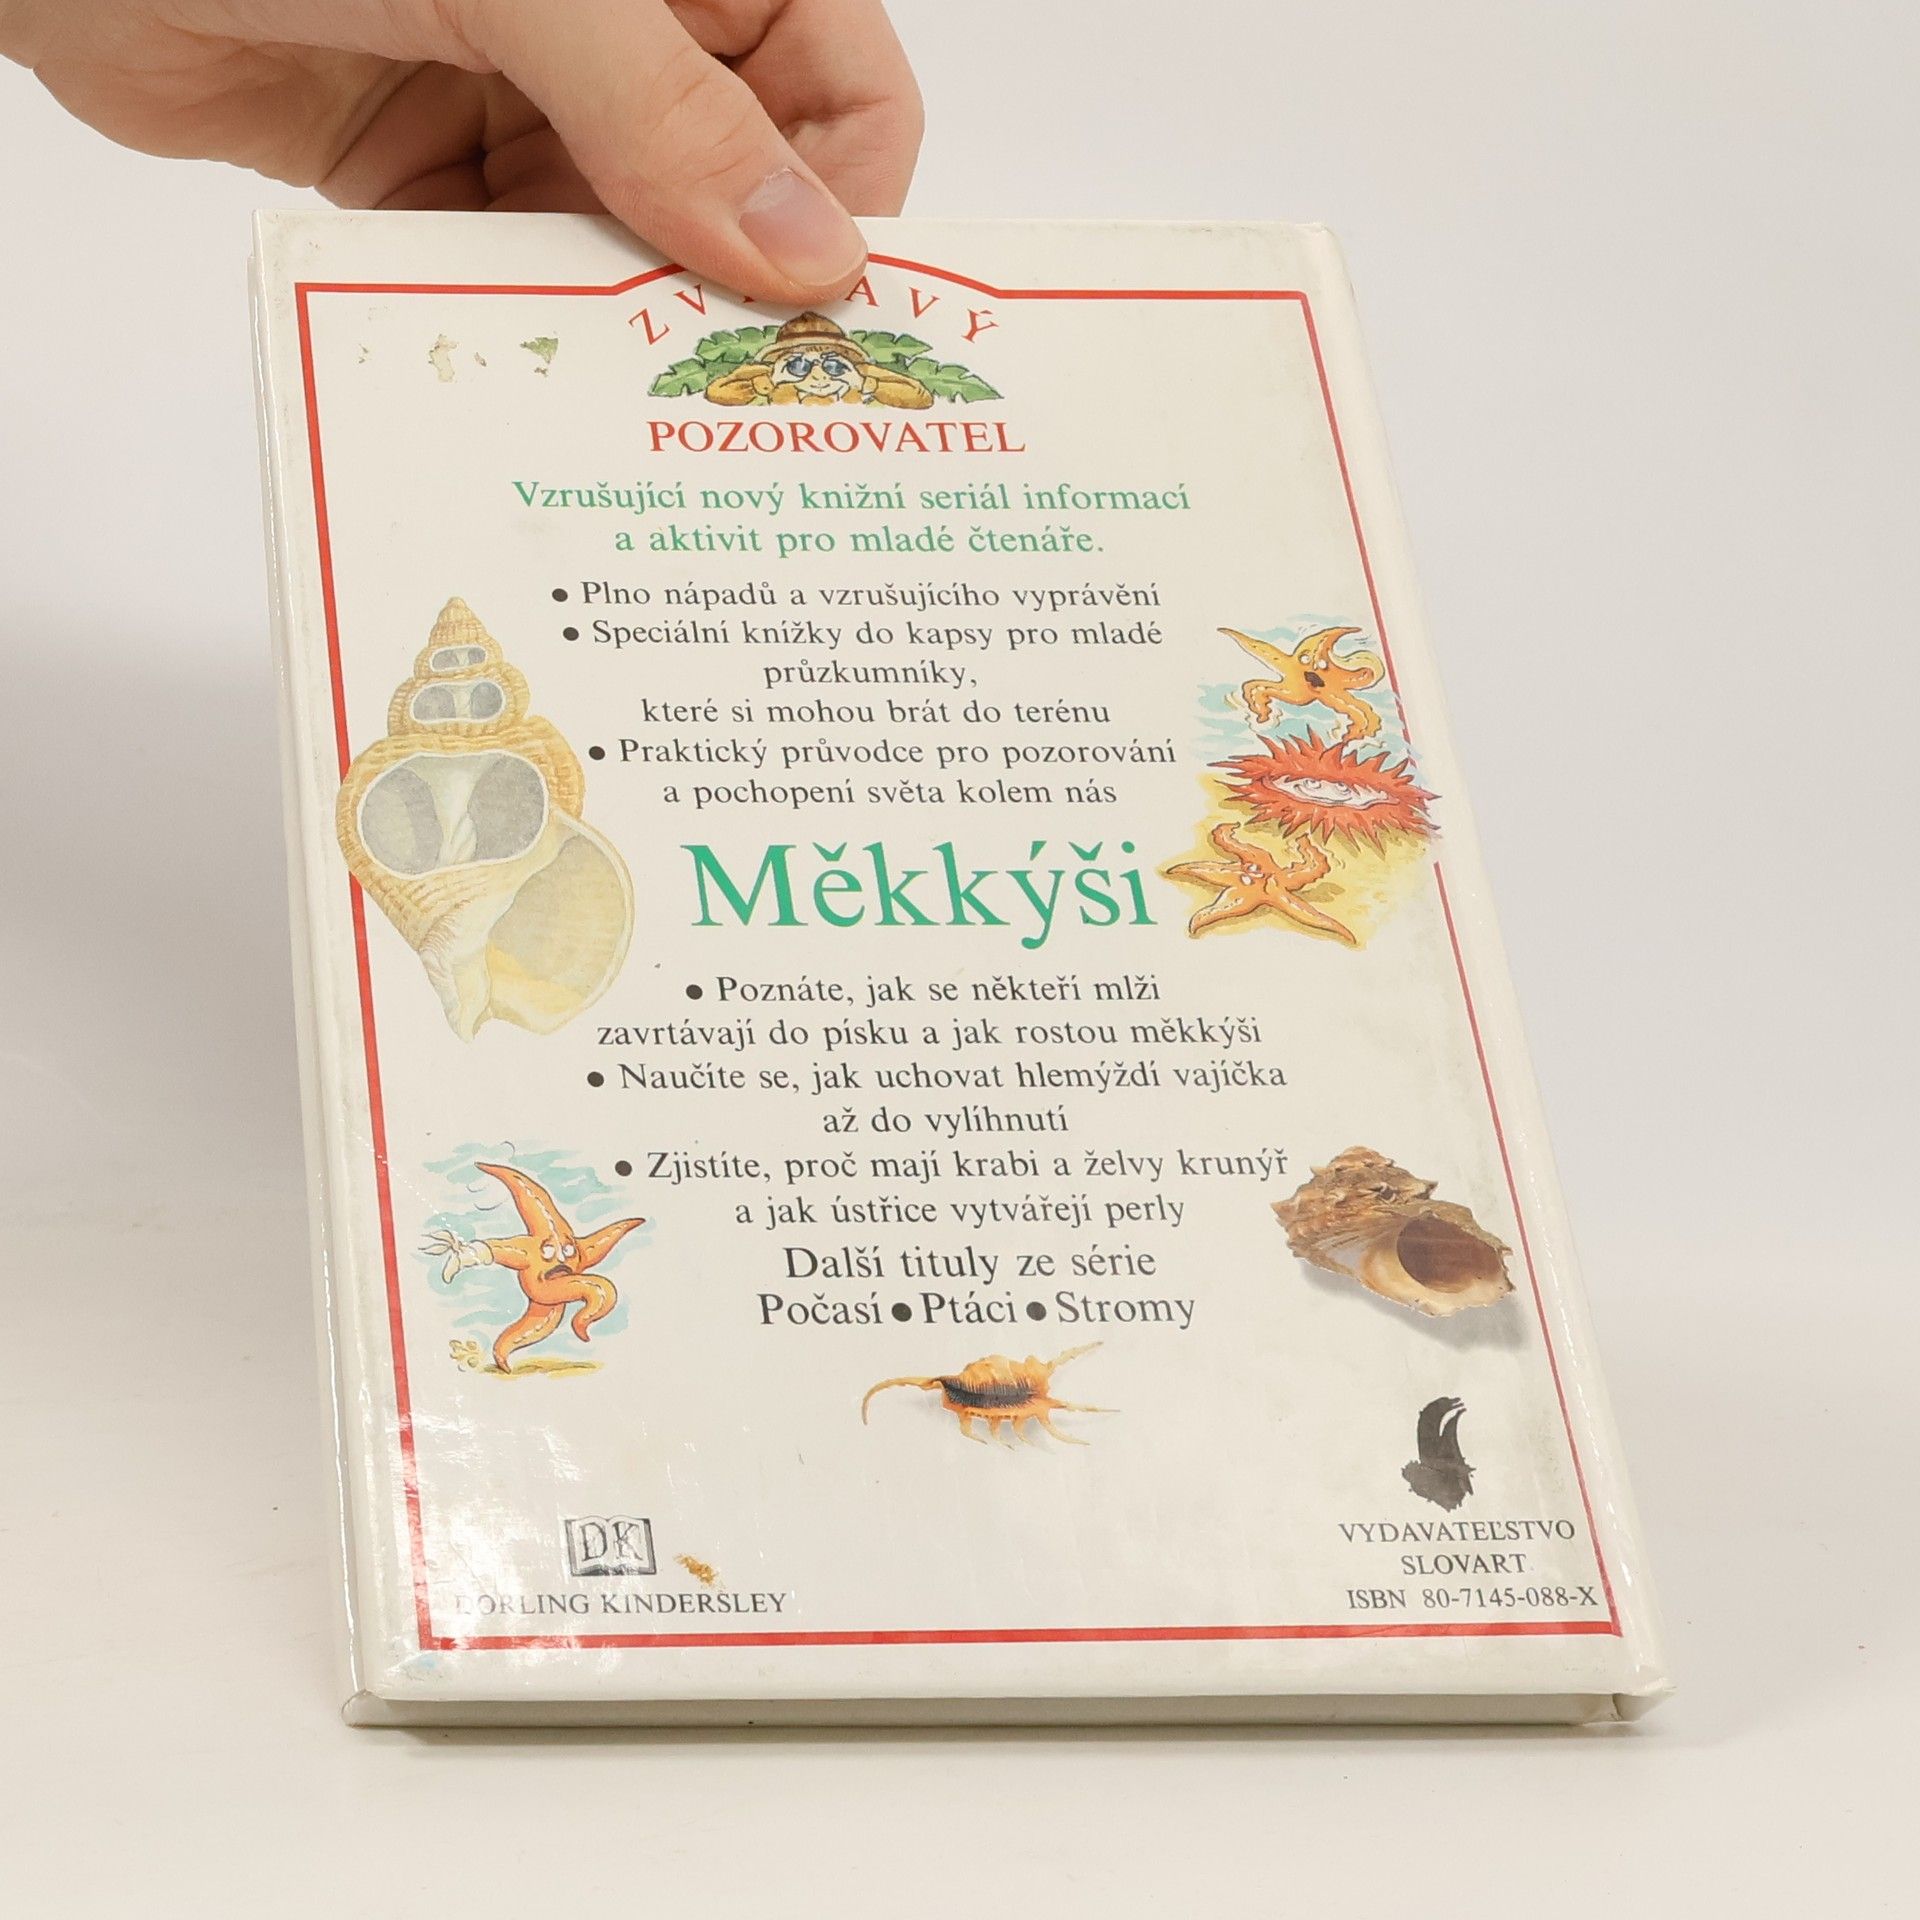 POZOROVATEL
Vzrušující nový knižní seriál informací
a aktivit pro mladé čtenáře.
● Plno nápadů a vzrušujícího vyprávění
● Speciální knížky do kapsy pro mladé
průzkumníky,
které si mohou brát do terénu
● Praktický průvodce pro pozorování
a pochopení světa kolem nás
Měkkýši
● Poznáte, jak se někteří mlži
zavrtávají do písku a jak rostou měkkýši
● Naučíte se, jak uchovat hlemýždí vajíčka
až do vylíhnutí
● Zjistíte, proč mají krabi a želvy krunýř
a jak ústřice vytvářejí perly
Další tituly ze série
Počasí ● Ptáci ● Stromy
DK
DORLING KINDERSLEY
VYDAVATEĽSTVO
SLOVART
ISBN 80-7145-088-X